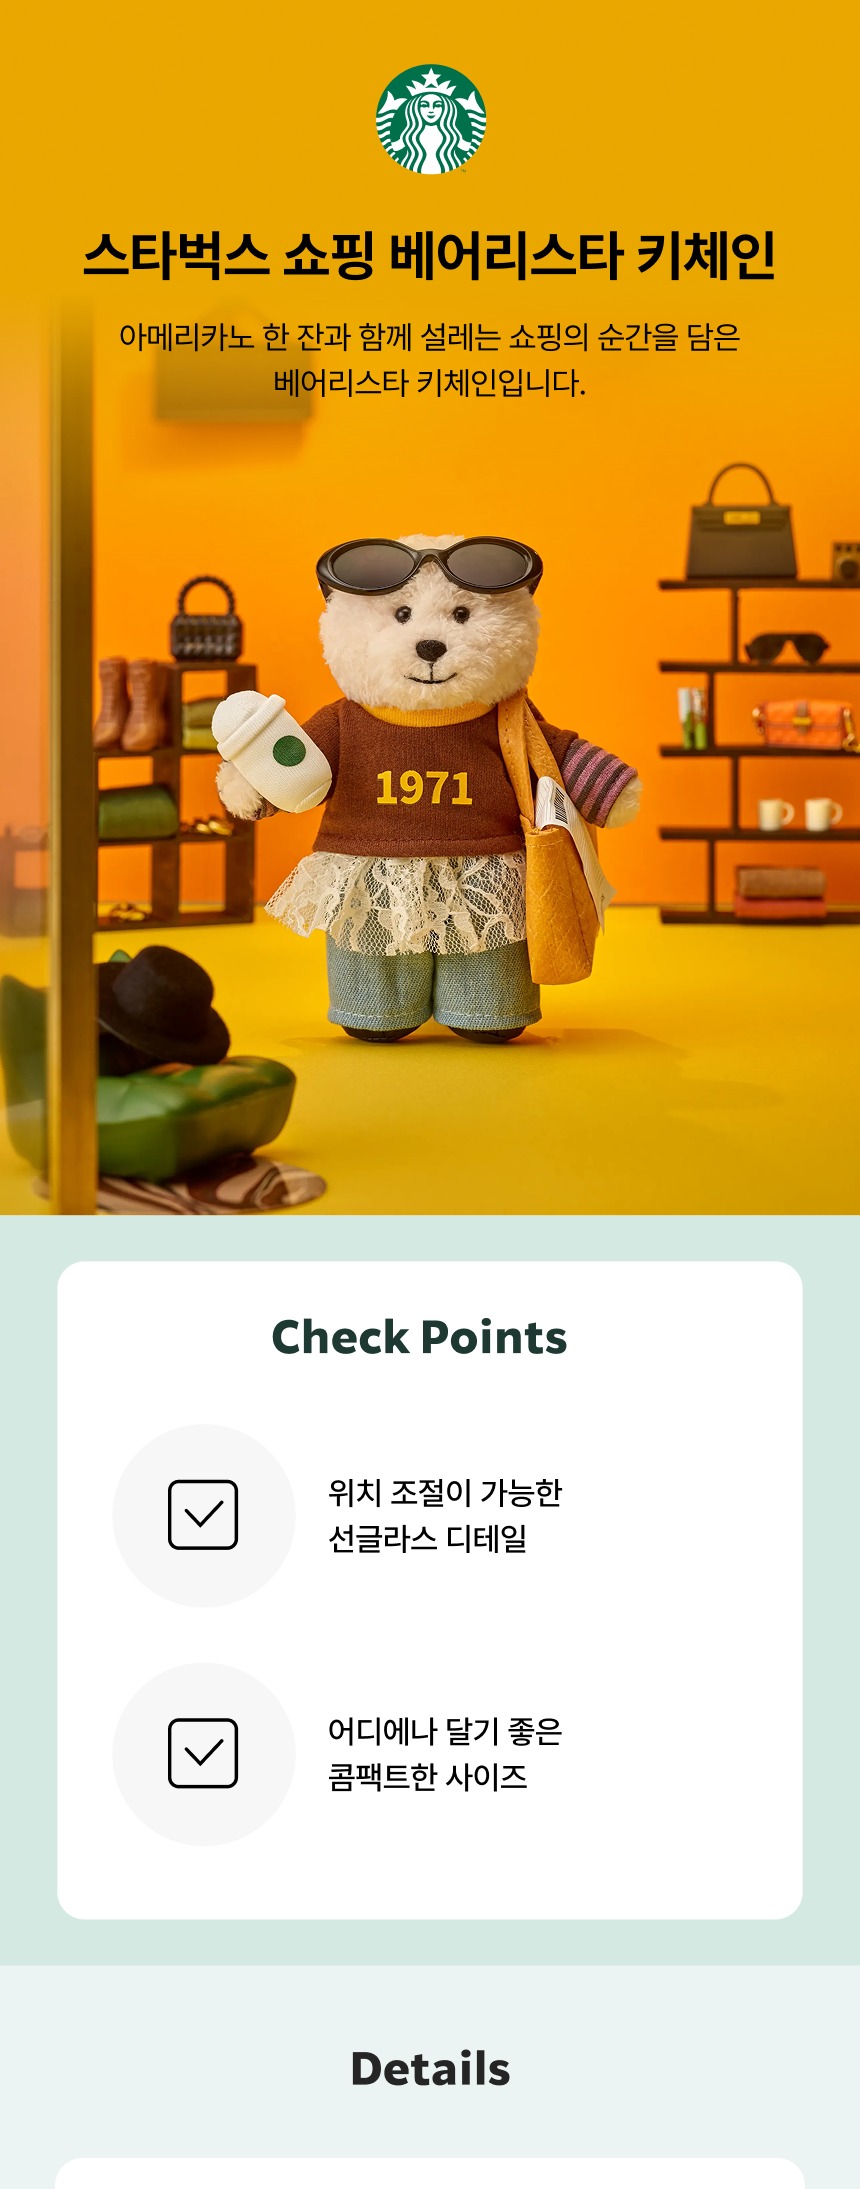 스타벅스 쇼핑 베어리스타 키체인
아메리카노 한 잔과 함께 설레는 쇼핑의 순간을 담은
베어리스타 키체인입니다.
1971
Check Points
위치 조절이 가능한
선글라스 디테일
어디에나 달기 좋은
콤팩트한 사이즈
Details